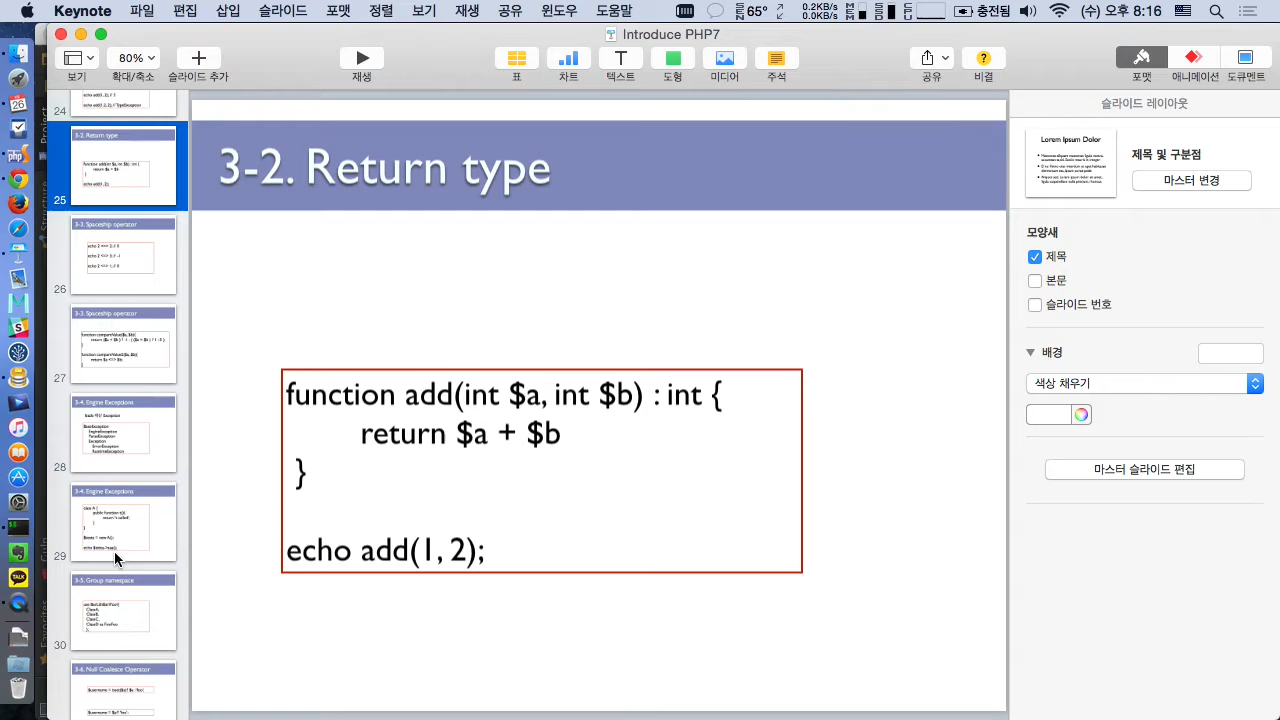 Keynote 파일 편집 삽입 슬라이드 포맷 정렬 보기 재생 공유 윈도우 도움말 65° 0.2KB/s 0.0KB/s 충전됨 (수) 오후 8:16
Introduce PHP7
80%
보기 확대/축소 슬라이드 추가 재생 표 차트 텍스트 도형 미디어 주석 공유 비결 포맷 애니메이션 도큐멘트
24
3-2. Return type
25
3-3. Spaceship operator
26
3-3. Spaceship operator
27
3-4. Engine Exceptions
28
3-4. Engine Exceptions
29
3-5. Group namespace
30
3-6. Null Coalesce Operator
3-2. Return type
function add(int $a, int $b) : int {
return $a + $b
}
echo add(1, 2);
슬라이드 레이아웃
Lorem Ipsum Dolor
제목 및 구분점
마스터 변경
모양새
제목
본문
슬라이드 번호
배경
색상 채우기
마스터 슬라이드 편집